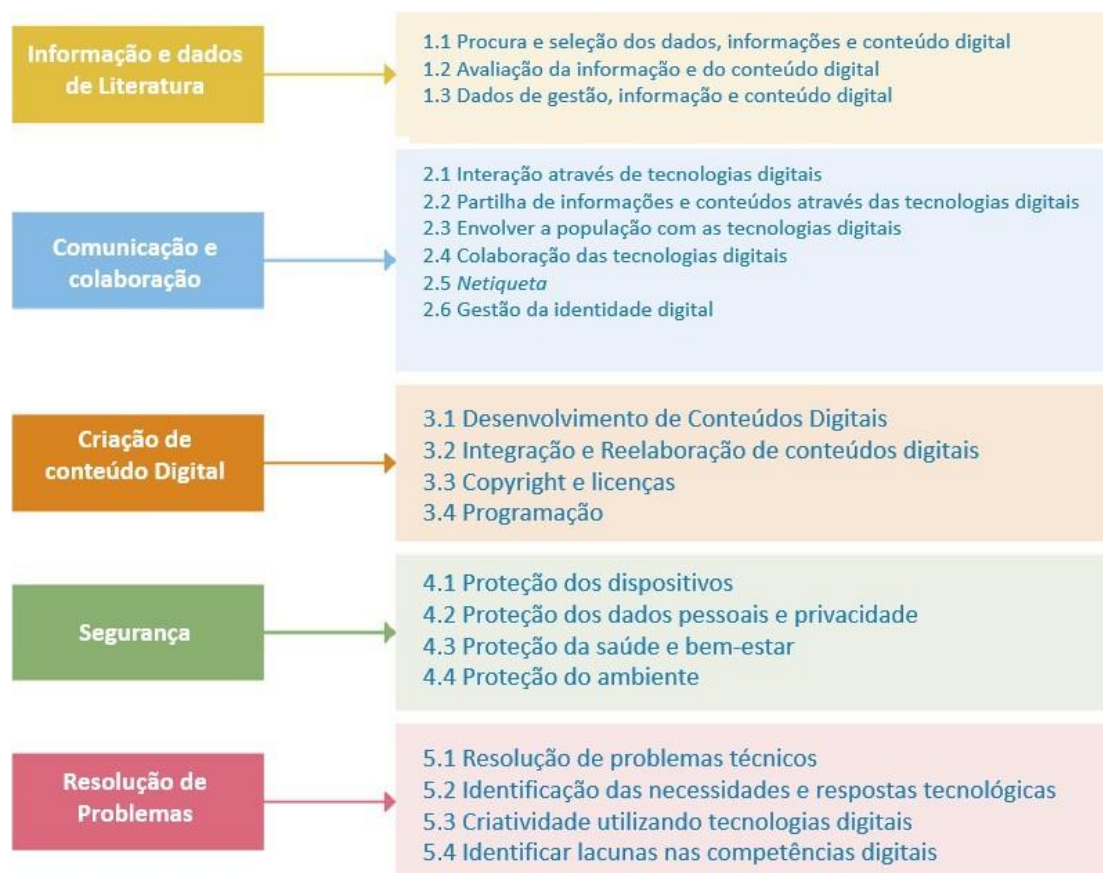 Informação e dados
de Literatura
1.1 Procura e seleção dos dados, informações e conteúdo digital
1.2 Avaliação da informação e do conteúdo digital
1.3 Dados de gestão, informação e conteúdo digital
Comunicação e
colaboração
2.1 Interação através de tecnologias digitais
2.2 Partilha de informações e conteúdos através das tecnologias digitais
2.3 Envolver a população com as tecnologias digitais
2.4 Colaboração das tecnologias digitais
2.5 Netiqueta
2.6 Gestão da identidade digital
Criação de
conteúdo Digital
3.1 Desenvolvimento de Conteúdos Digitais
3.2 Integração e Reelaboração de conteúdos digitais
3.3 Copyright e licenças
3.4 Programação
Segurança
4.1 Proteção dos dispositivos
4.2 Proteção dos dados pessoais e privacidade
4.3 Proteção da saúde e bem-estar
4.4 Proteção do ambiente
Resolução de
Problemas
5.1 Resolução de problemas técnicos
5.2 Identificação das necessidades e respostas tecnológicas
5.3 Criatividade utilizando tecnologias digitais
5.4 Identificar lacunas nas competências digitais